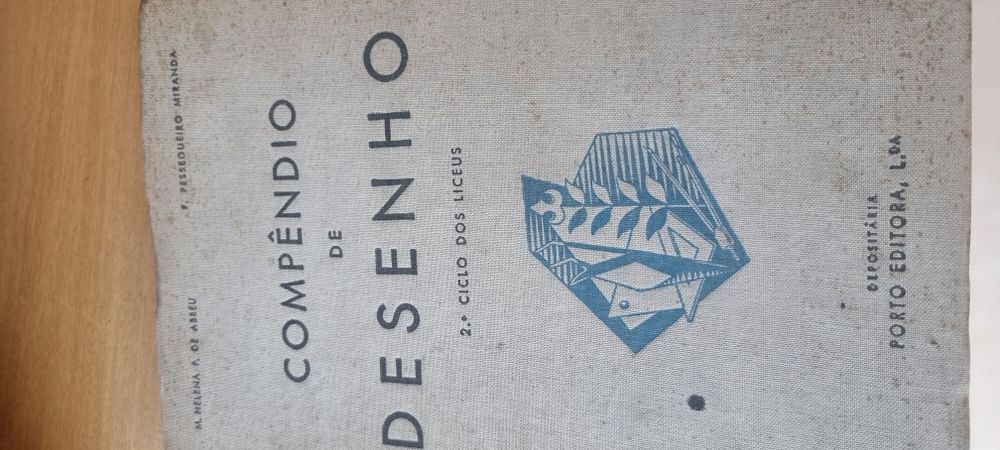 M. HELENA P. DE ABREU
F. PESSEGUEIRO MIRANDA
COMPÊNDIO
DE
DESENHO
2.º CICLO DOS LICEUS
DEPOSITÁRIA
PORTO EDITORA, L.DA